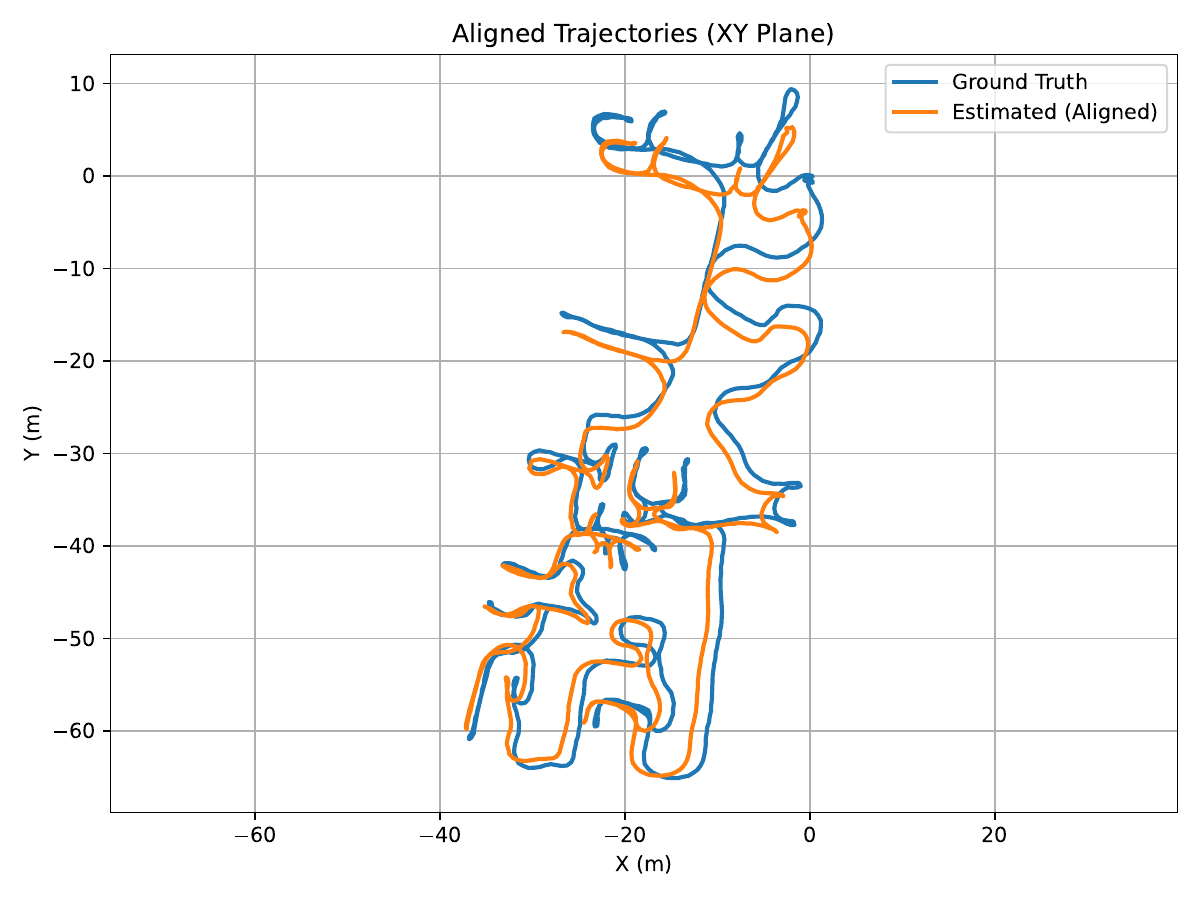 Aligned Trajectories (XY Plane)
Ground Truth
Estimated (Aligned)
10
0
−10
−20
−30
−40
−50
−60
Y (m)
−60
−40
−20
0
20
X (m)